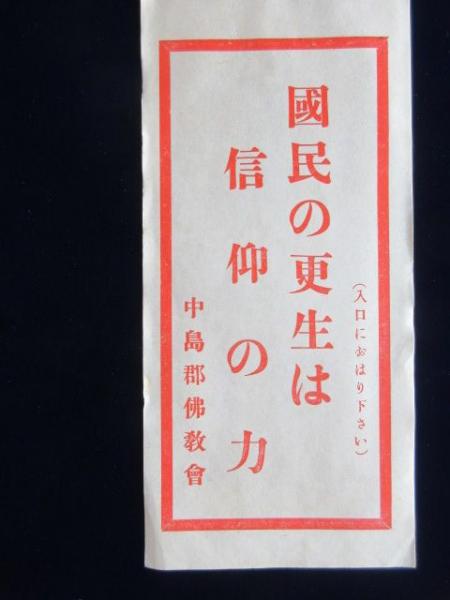 (入口におはり下さい)
國民の更生は
信仰の力
中島郡佛敎會